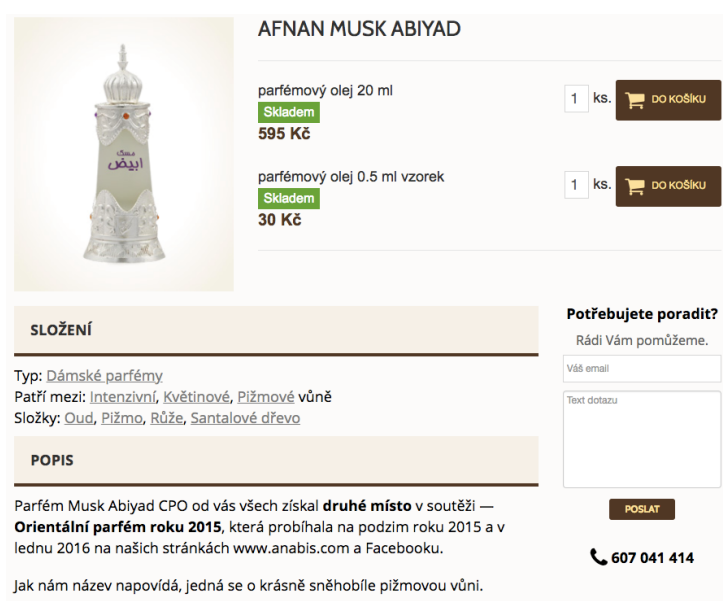 AFNAN MUSK ABIYAD
مسك
ابيض
parfémový olej 20 ml
Skladem
595 Kč
1 ks. DO KOŠÍKU
parfémový olej 0.5 ml vzorek
Skladem
30 Kč
1 ks. DO KOŠÍKU
SLOŽENÍ
Typ: Dámské parfémy
Patří mezi: Intenzivní, Květinové, Pižmové vůně
Složky: Oud, Pižmo, Růže, Santalové dřevo
POPIS
Parfém Musk Abiyad CPO od vás všech získal druhé místo v soutěži —
Orientální parfém roku 2015, která probíhala na podzim roku 2015 a v
lednu 2016 na našich stránkách www.anabis.com a Facebooku.
Jak nám název napovídá, jedná se o krásně sněhobíle pižmovou vůni.
Potřebujete poradit?
Rádi Vám pomůžeme.
Váš email
Text dotazu
POSLAT
607 041 414